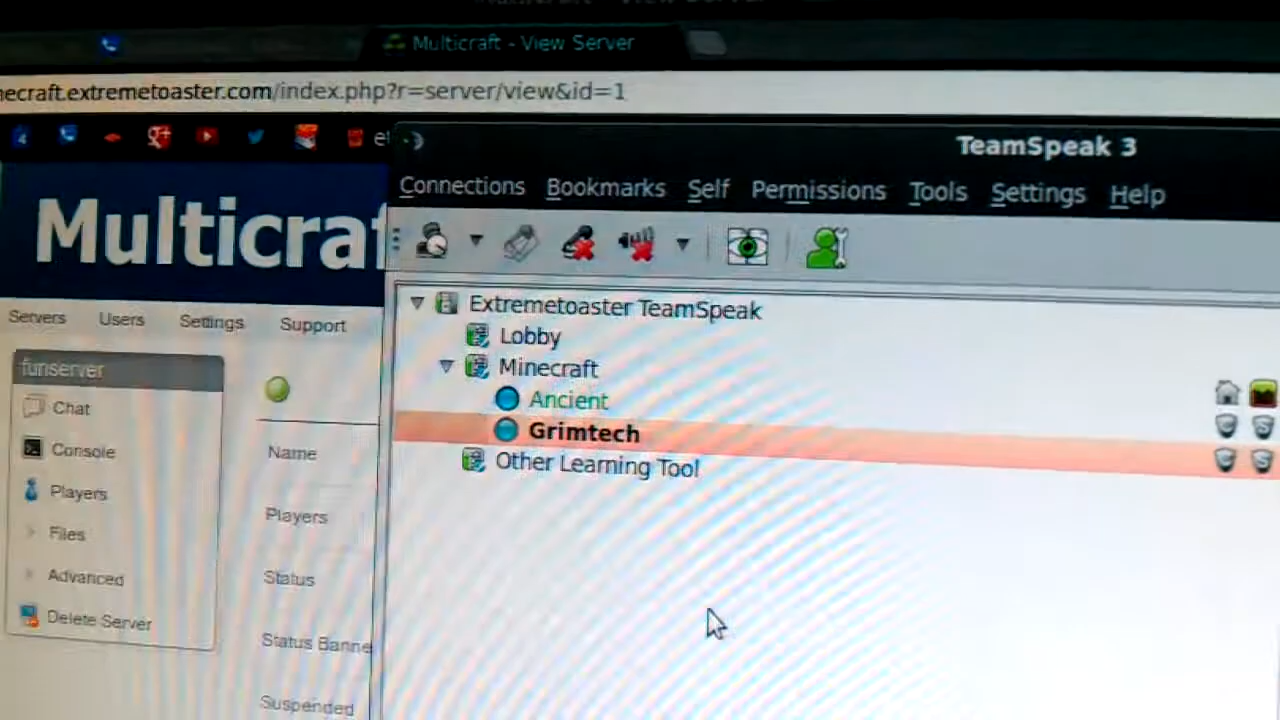 Multicraft - View Server
necraft.extremetoaster.com/index.php?r=server/view&id=1
TeamSpeak 3
Connections Bookmarks Self Permissions Tools Settings Help
Multicraf
Servers Users Settings Support
funserver
Chat
Console
Players
Files
Advanced
Delete Server
Name
Players
Status
Status Banne
Suspended
Extremetoaster TeamSpeak
Lobby
Minecraft
Ancient
Grimtech
Other Learning Tool